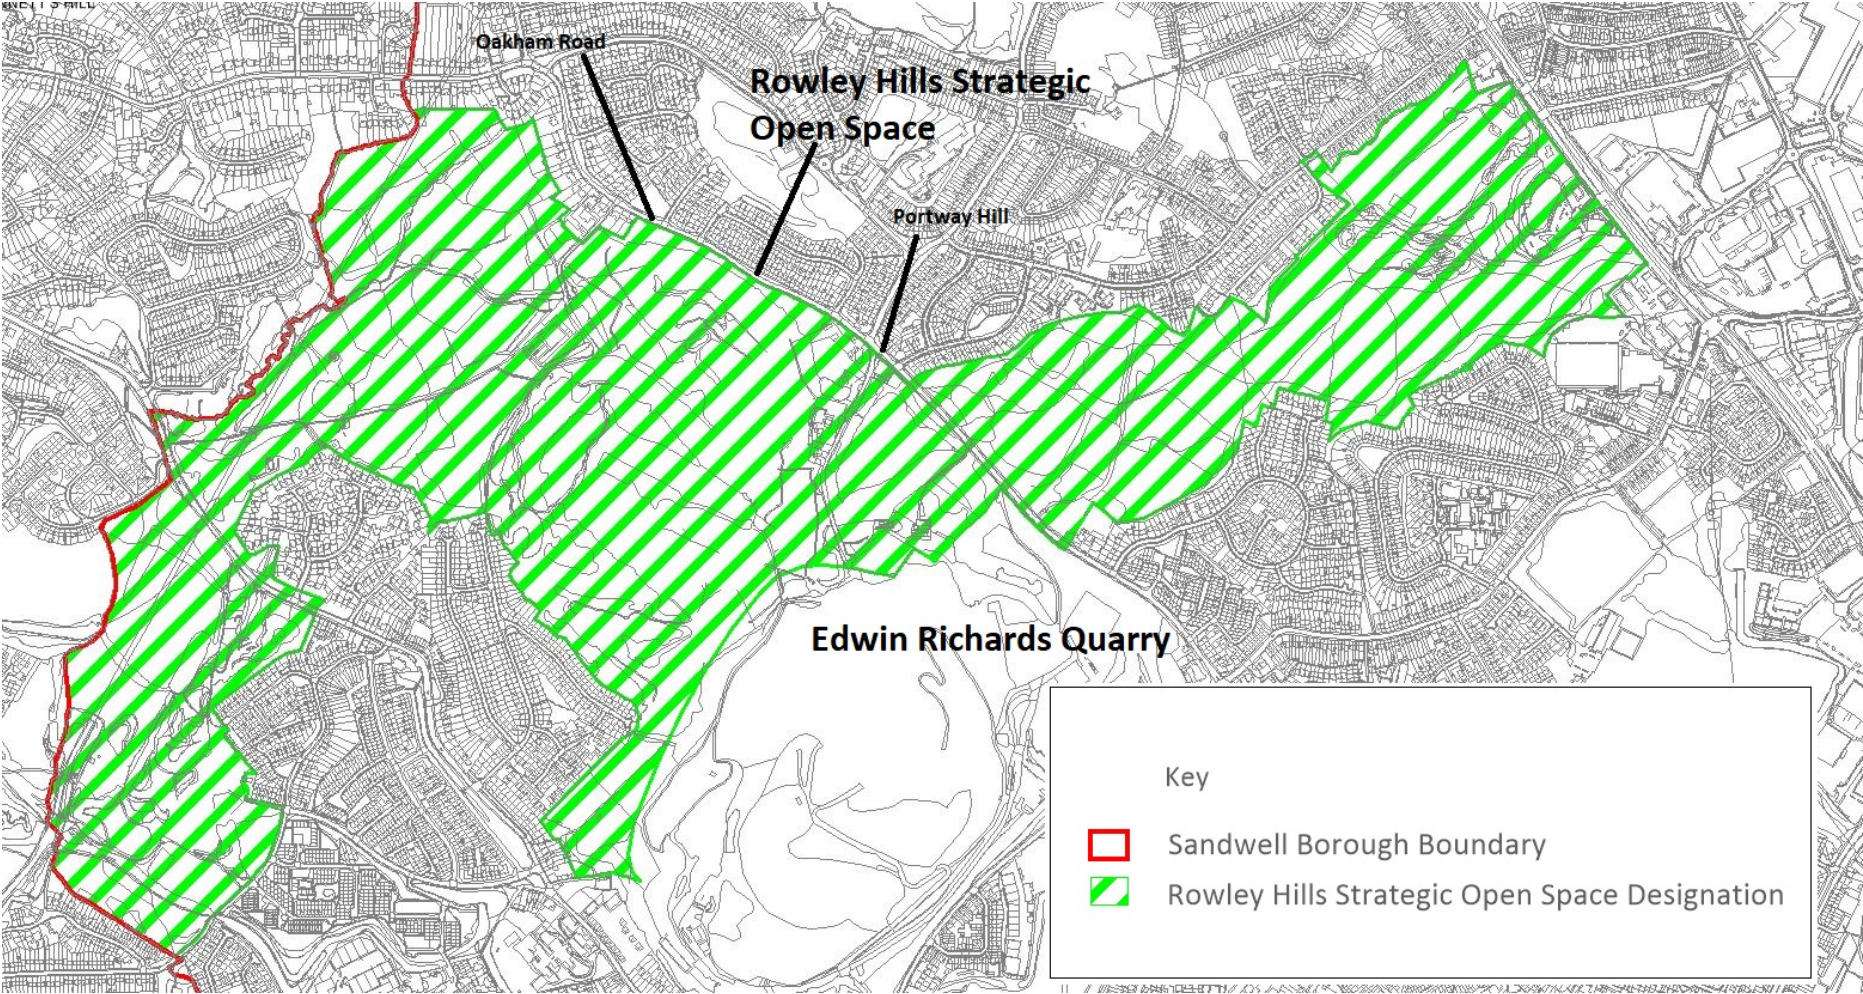 Oakham Road
Rowley Hills Strategic
Open Space
Portway Hill
Edwin Richards Quarry
Key
Sandwell Borough Boundary
Rowley Hills Strategic Open Space Designation